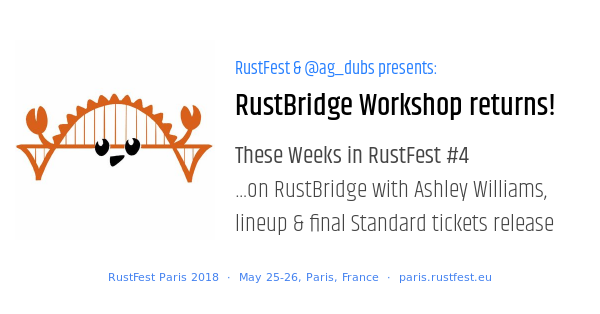 RustFest & @ag_dubs presents:
RustBridge Workshop returns!
These Weeks in RustFest #4
...on RustBridge with Ashley Williams,
lineup & final Standard tickets release
RustFest Paris 2018 · May 25-26, Paris, France · paris.rustfest.eu